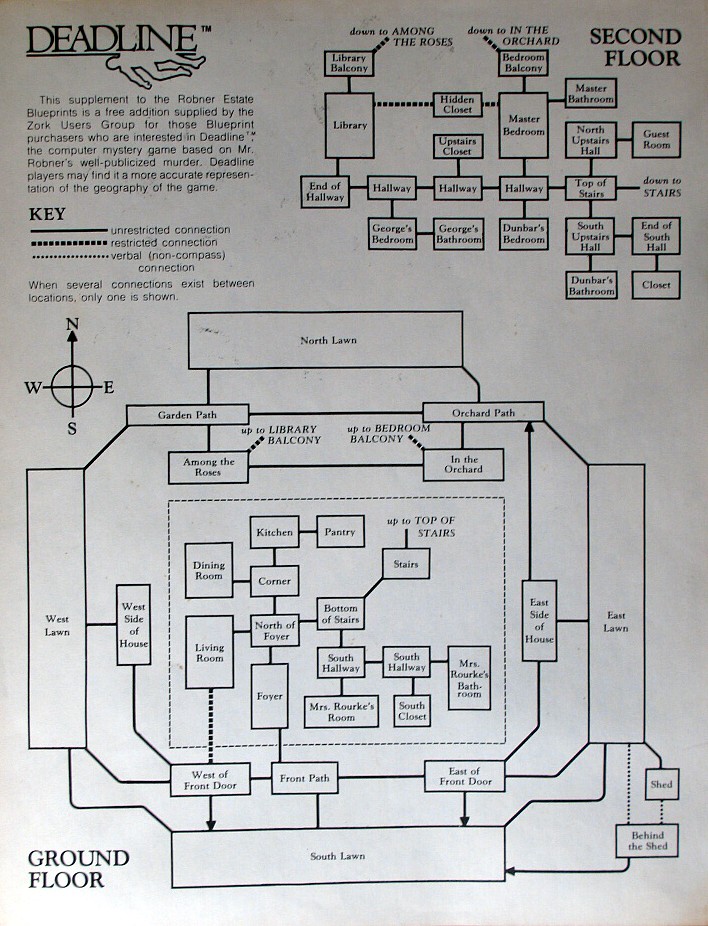 DEADLINE™
This supplement to the Robner Estate
Blueprints is a free addition supplied by the
Zork Users Group for those Blueprint
purchasers who are interested in Deadline™,
the computer mystery game based on Mr.
Robner's well-publicized murder. Deadline
players may find it a more accurate represen-
tation of the geography of the game.
KEY
unrestricted connection
restricted connection
verbal (non-compass)
connection
When several connections exist between
locations, only one is shown.
SECOND
FLOOR
down to AMONG
THE ROSES
down to IN THE
ORCHARD
Library
Balcony
Bedroom
Balcony
Library
Hidden
Closet
Master
Bedroom
Master
Bathroom
Upstairs
Closet
North
Upstairs
Hall
Guest
Room
End of
Hallway
Hallway
Hallway
Hallway
Top of
Stairs
down to
STAIRS
George's
Bedroom
George's
Bathroom
Dunbar's
Bedroom
South
Upstairs
Hall
End of
South
Hall
Dunbar's
Bathroom
Closet
N
W
E
S
North Lawn
Garden Path
Orchard Path
up to LIBRARY
BALCONY
up to BEDROOM
BALCONY
Among the
Roses
In the
Orchard
Kitchen
Pantry
up to TOP OF
STAIRS
Dining
Room
Corner
Stairs
West
Lawn
West
Side
of
House
Living
Room
North of
Foyer
Bottom
of Stairs
East
Side
of
House
East
Lawn
Foyer
South
Hallway
South
Hallway
Mrs.
Rourke's
Bath-
room
Mrs. Rourke's
Room
South
Closet
West of
Front Door
Front Path
East of
Front Door
Shed
Behind
the Shed
South Lawn
GROUND
FLOOR